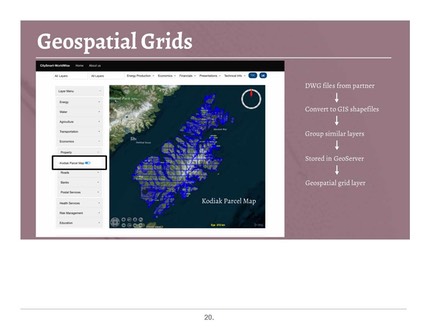 Geospatial Grids
CitySmart-WorldWise Home About us
All Layers All Layers Energy Production Economics Financials Presentations Technical Info
Layer Menu
Energy
Water
Agriculture
Transportation
Economics
Property
Kodiak Parcel Map
Roads
Banks
Postal Services
Health Services
Risk Management
Education
Kodiak Parcel Map
DWG files from partner
Convert to GIS shapefiles
Group similar layers
Stored in GeoServer
Geospatial grid layer
20.